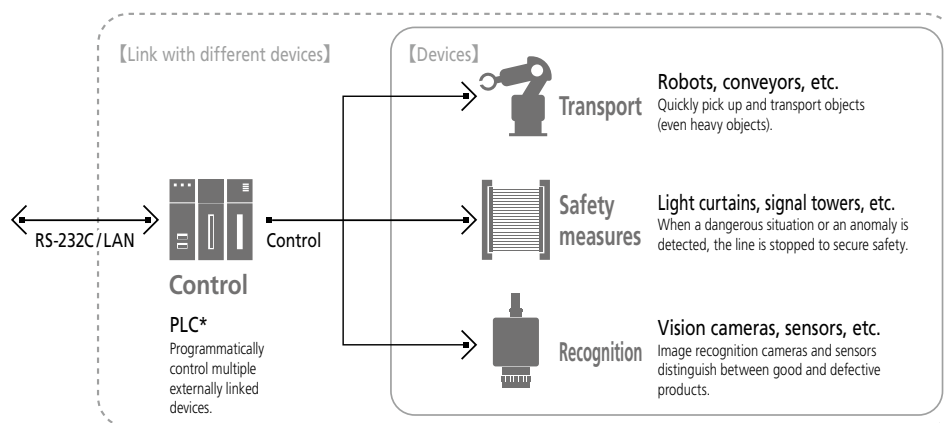 【Link with different devices】
【Devices】
Transport
Robots, conveyors, etc.
Quickly pick up and transport objects
(even heavy objects).
RS-232C/LAN
Control
Control
PLC*
Programmatically
control multiple
externally linked
devices.
Safety
measures
Light curtains, signal towers, etc.
When a dangerous situation or an anomaly is
detected, the line is stopped to secure safety.
Recognition
Vision cameras, sensors, etc.
Image recognition cameras and sensors
distinguish between good and defective
products.